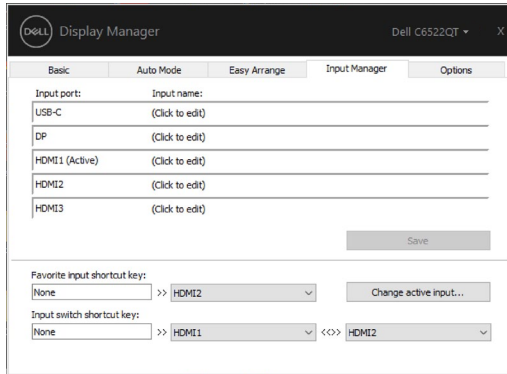 DELL Display Manager Dell C6522QT X
Basic Auto Mode Easy Arrange Input Manager Options
Input port: Input name:
USB-C (Click to edit)
DP (Click to edit)
HDMI1 (Active) (Click to edit)
HDMI2 (Click to edit)
HDMI3 (Click to edit)
Save
Favorite input shortcut key:
None >> HDMI2 Change active input...
Input switch shortcut key:
None >> HDMI1 <<>> HDMI2